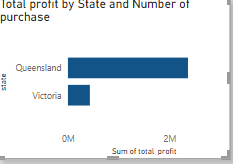 Total profit by State and Number of
purchase
state
Queensland
Victoria
0M
2M
Sum of total_profit